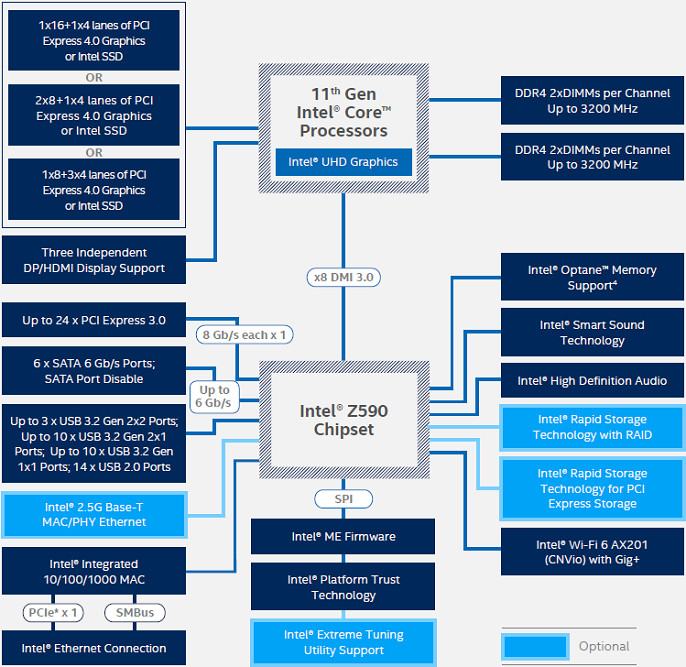 1x16+1x4 lanes of PCI
Express 4.0 Graphics
or Intel SSD
OR
2x8+1x4 lanes of PCI
Express 4.0 Graphics
or Intel SSD
OR
1x8+3x4 lanes of PCI
Express 4.0 Graphics
or Intel SSD
Three Independent
DP/HDMI Display Support
11th Gen
Intel® Core™
Processors
Intel® UHD Graphics
DDR4 2xDIMMs per Channel
Up to 3200 MHz
DDR4 2xDIMMs per Channel
Up to 3200 MHz
x8 DMI 3.0
Up to 24 x PCI Express 3.0
8 Gb/s each x 1
6 x SATA 6 Gb/s Ports;
SATA Port Disable
Up to
6 Gb/s
Up to 3 x USB 3.2 Gen 2x2 Ports;
Up to 10 x USB 3.2 Gen 2x1
Ports; Up to 10 x USB 3.2 Gen
1x1 Ports; 14 x USB 2.0 Ports
Intel® 2.5G Base-T
MAC/PHY Ethernet
Intel® Integrated
10/100/1000 MAC
PCIe* x 1
SMBus
Intel® Ethernet Connection
Intel® Z590
Chipset
SPI
Intel® ME Firmware
Intel® Platform Trust
Technology
Intel® Extreme Tuning
Utility Support
Intel® Optane™ Memory
Support⁴
Intel® Smart Sound
Technology
Intel® High Definition Audio
Intel® Rapid Storage
Technology with RAID
Intel® Rapid Storage
Technology for PCI
Express Storage
Intel® Wi-Fi 6 AX201
(CNVio) with Gig+
Optional